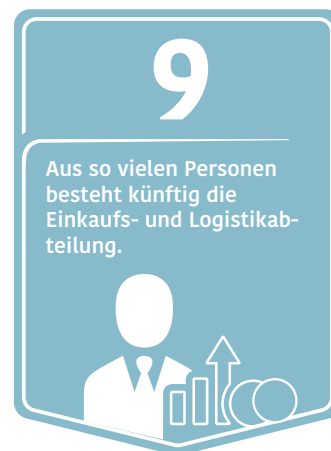 9
Aus so vielen Personen
besteht künftig die
Einkaufs- und Logistikab-
teilung.